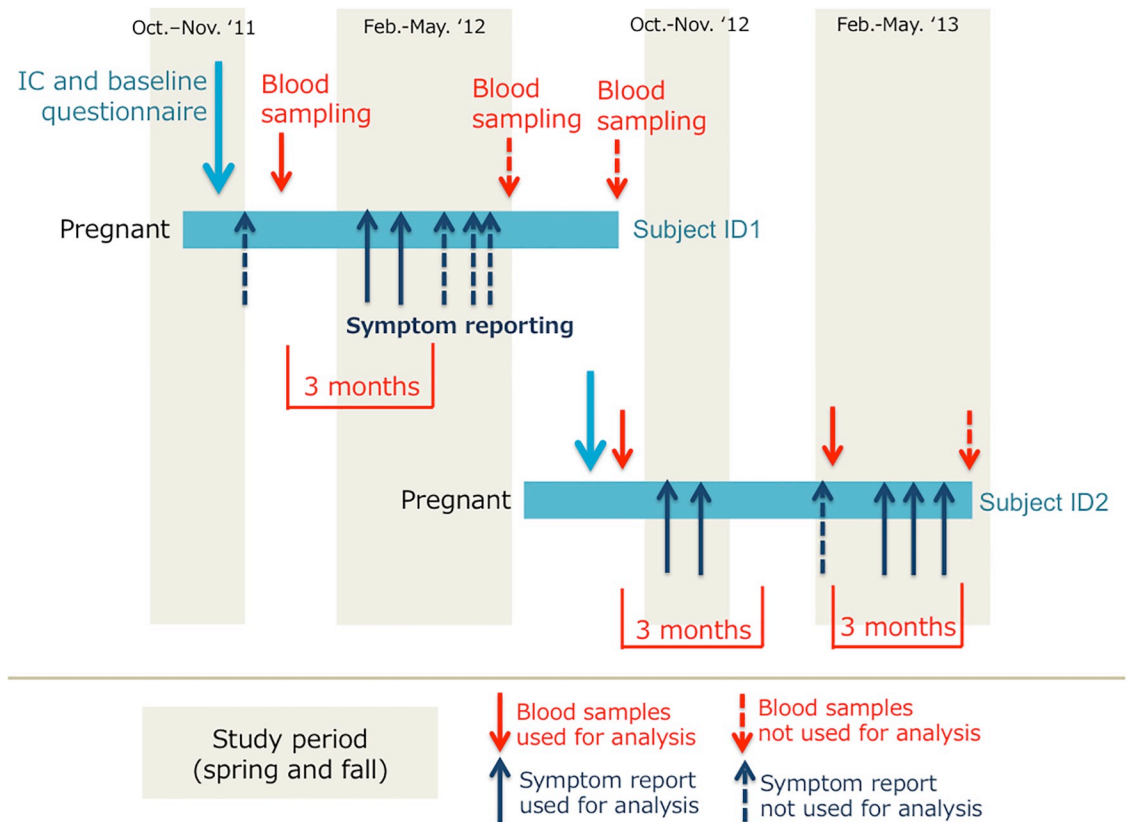 Oct.–Nov. ‘11
Feb.-May. ‘12
Oct.-Nov. ‘12
Feb.-May. ‘13
IC and baseline
questionnaire
Blood
sampling
Blood
sampling
Blood
sampling
Pregnant
Subject ID1
Symptom reporting
3 months
Pregnant
Subject ID2
3 months
3 months
Study period
(spring and fall)
Blood samples
used for analysis
Blood samples
not used for analysis
Symptom report
used for analysis
Symptom report
not used for analysis